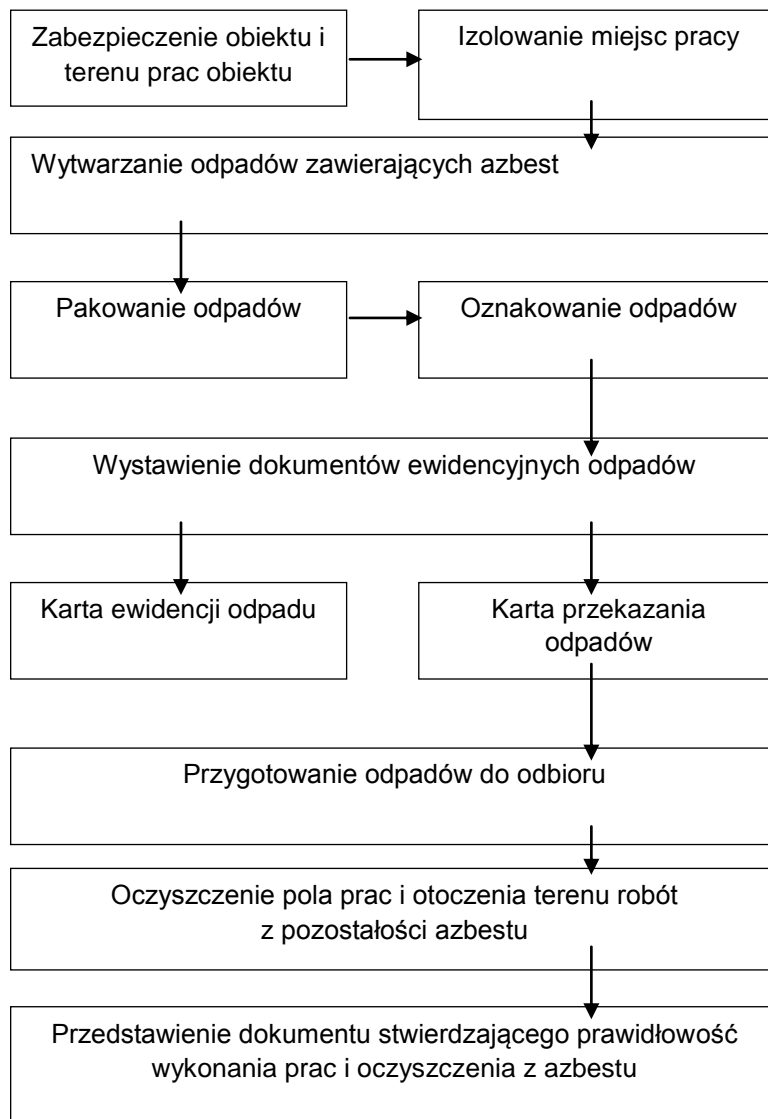 Zabezpieczenie obiektu i
terenu prac obiektu
Izolowanie miejsc pracy
Wytwarzanie odpadów zawierających azbest
Pakowanie odpadów
Oznakowanie odpadów
Wystawienie dokumentów ewidencyjnych odpadów
Karta ewidencji odpadu
Karta przekazania
odpadów
Przygotowanie odpadów do odbioru
Oczyszczenie pola prac i otoczenia terenu robót
z pozostałości azbestu
Przedstawienie dokumentu stwierdzającego prawidłowość
wykonania prac i oczyszczenia z azbestu